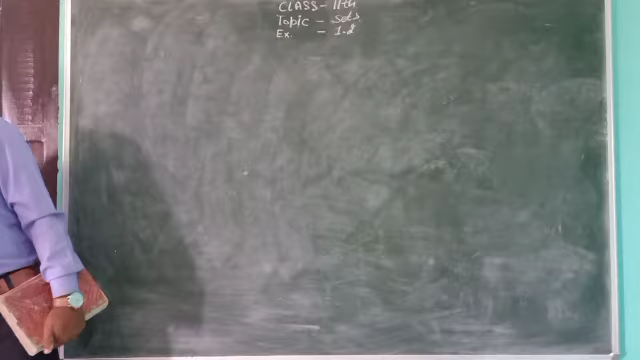 CLASS - 11th
Topic - Sets
Ex. - 1.2